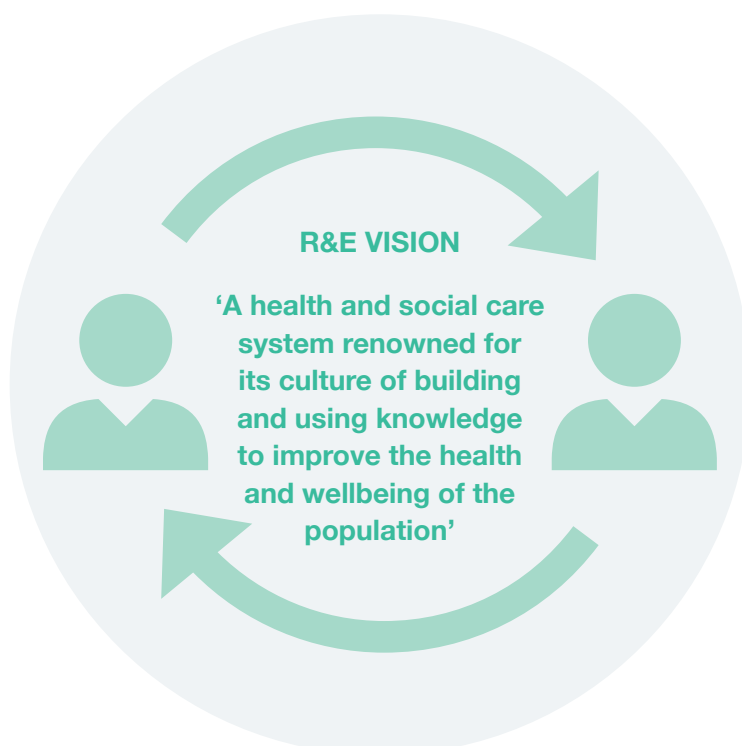 R&E VISION
‘A health and social care
system renowned for
its culture of building
and using knowledge
to improve the health
and wellbeing of the
population’